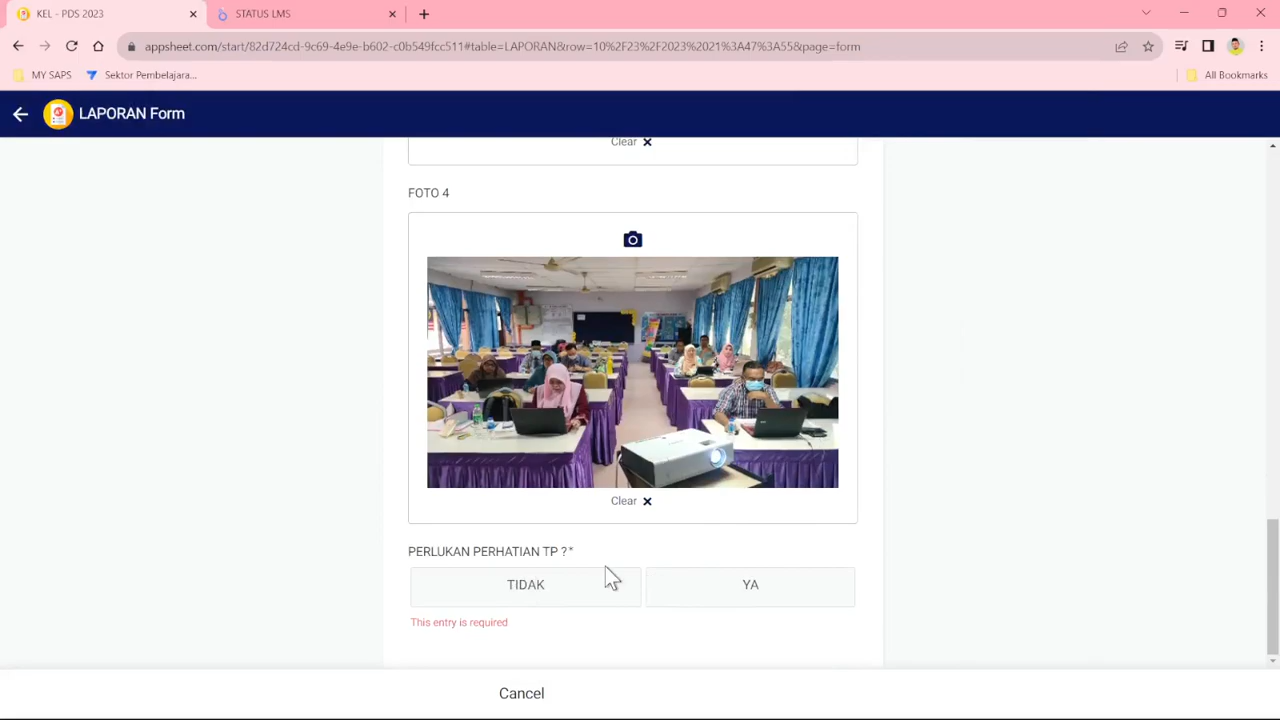 KEL - PDS 2023
STATUS LMS
appsheet.com/start/82d724cd-9c69-4e9e-b602-c0b549fcc511#table=LAPORAN&row=10%2F23%2F2023%2021%3A47%3A55&page=form
MY SAPS
Sektor Pembelajara...
All Bookmarks
LAPORAN Form
Clear
FOTO 4
Clear
PERLUKAN PERHATIAN TP ?*
TIDAK
YA
This entry is required
Cancel